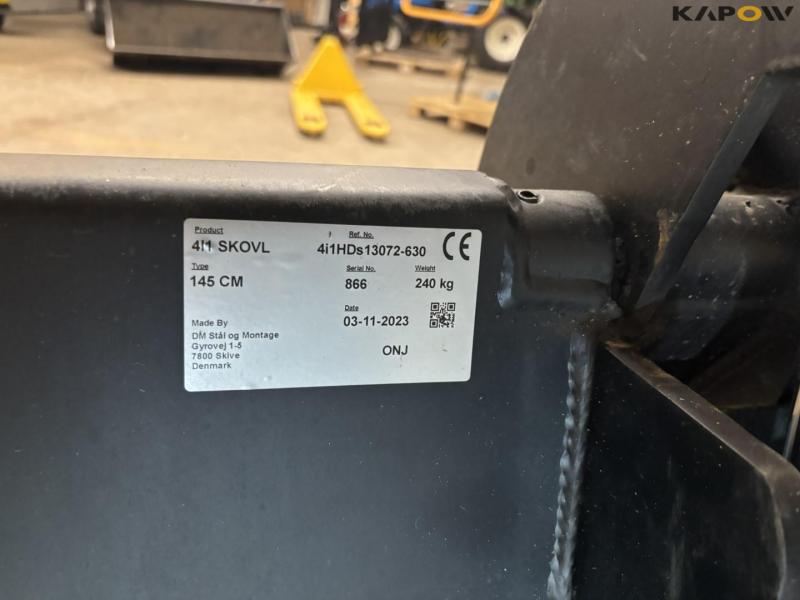 KAPOW
Product
4I1 SKOVL
Ref. No.
4i1HDs13072-630
CE
Type
145 CM
Serial No.
866
Weight
240 kg
Date
03-11-2023
Made By
DM Stål og Montage
Gyrovej 1-5
7800 Skive
Denmark
ONJ